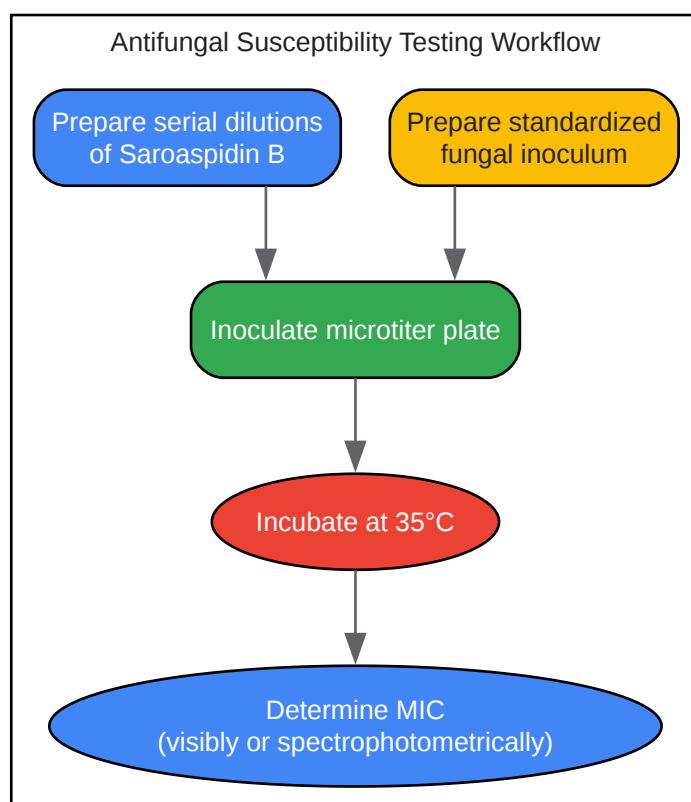 Antifungal Susceptibility Testing Workflow
Prepare serial dilutions
of Saroaspidin B
Prepare standardized
fungal inoculum
Inoculate microtiter plate
Incubate at 35°C
Determine MIC
(visibly or spectrophotometrically)